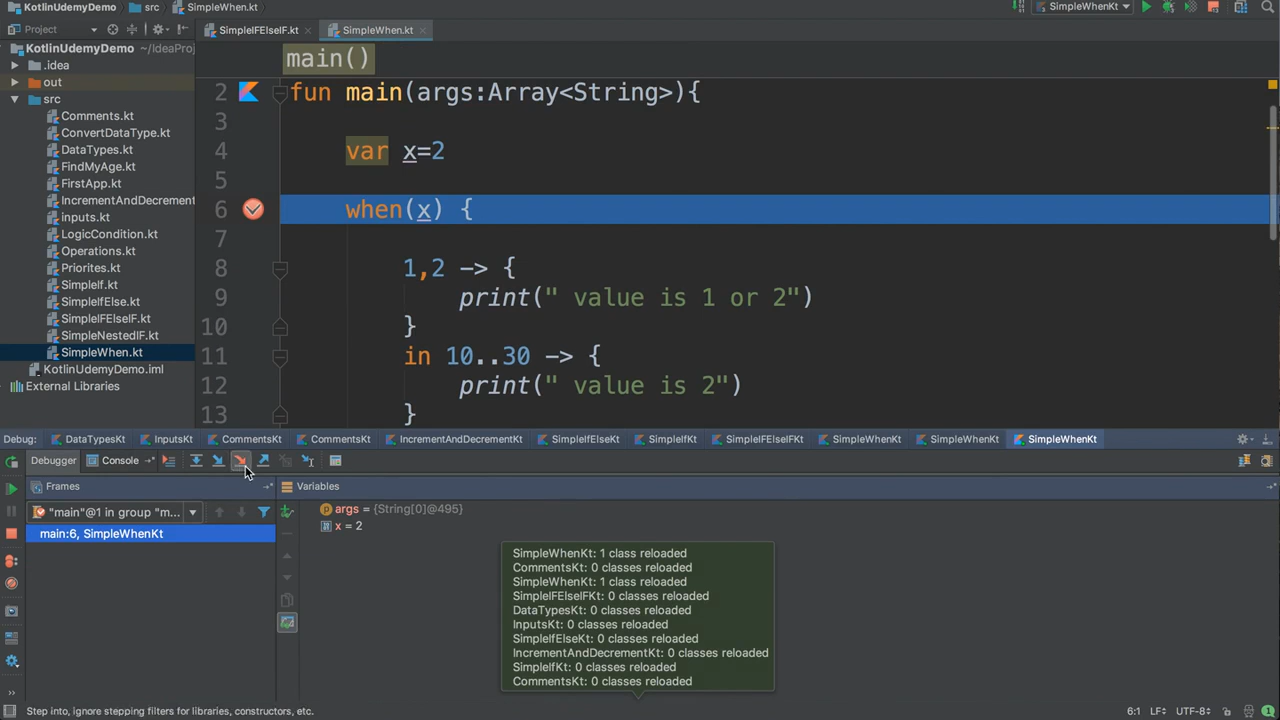 KotlinUdemyDemo src SimpleWhen.kt SimpleWhenKt
Project SimpleIFElseIF.kt SimpleWhen.kt
KotlinUdemyDemo ~/IdeaProj
.idea
out
src
Comments.kt
ConvertDataType.kt
DataTypes.kt
FindMyAge.kt
FirstApp.kt
IncrementAndDecrement
inputs.kt
LogicCondition.kt
Operations.kt
Priorites.kt
SimpleIf.kt
SimpleIfElse.kt
SimpleIFElseIF.kt
SimpleNestedIF.kt
SimpleWhen.kt
KotlinUdemyDemo.iml
External Libraries
main()
2 fun main(args:Array<String>){
3
4 var x=2
5
6 when(x) {
7
8 1,2 -> {
9 print(" value is 1 or 2")
10 }
11 in 10..30 -> {
12 print(" value is 2")
13 }
Debug: DataTypesKt InputsKt CommentsKt CommentsKt IncrementAndDecrementKt SimpleIfElseKt SimpleIfKt SimpleIFElseIFKt SimpleWhenKt SimpleWhenKt SimpleWhenKt
Debugger Console
Frames Variables
"main"@1 in group "m...
main:6, SimpleWhenKt
args = {String[0]@495}
x = 2
SimpleWhenKt: 1 class reloaded
CommentsKt: 0 classes reloaded
SimpleWhenKt: 1 class reloaded
SimpleIFElseIFKt: 0 classes reloaded
DataTypesKt: 0 classes reloaded
InputsKt: 0 classes reloaded
SimpleIfElseKt: 0 classes reloaded
IncrementAndDecrementKt: 0 classes reloaded
SimpleIfKt: 0 classes reloaded
CommentsKt: 0 classes reloaded
Step into, ignore stepping filters for libraries, constructors, etc. 6:1 LF÷ UTF-8÷ 1